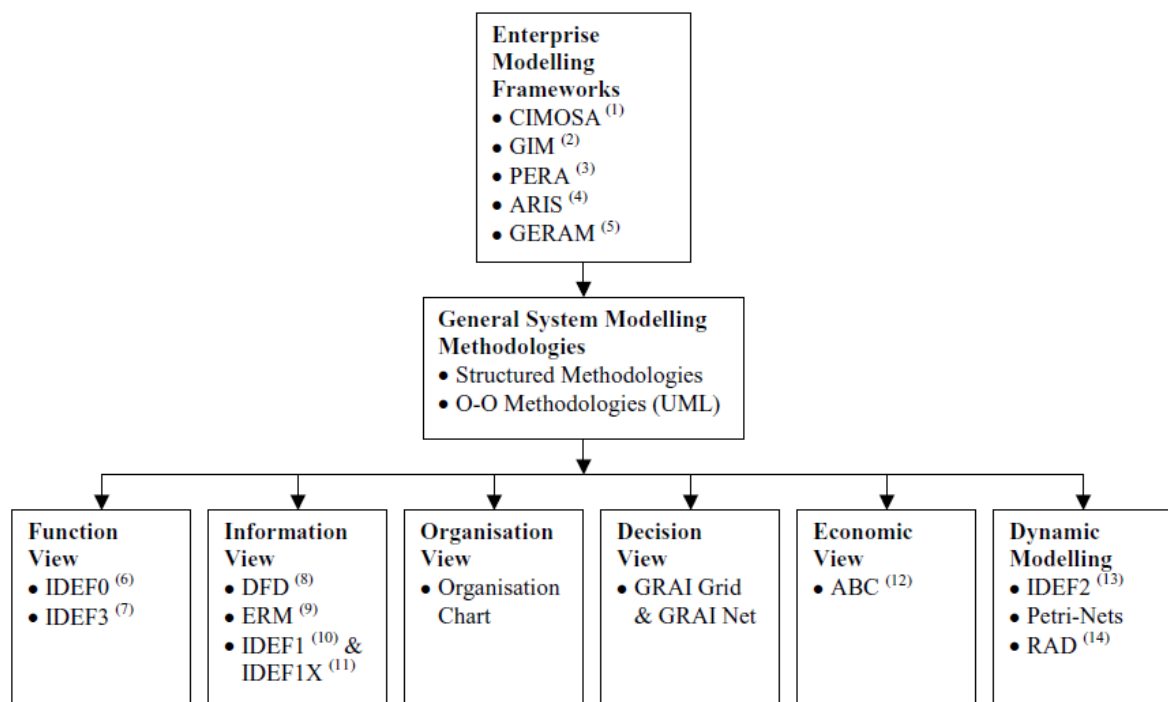 Enterprise
Modelling
Frameworks
• CIMOSA (1)
• GIM (2)
• PERA (3)
• ARIS (4)
• GERAM (5)
General System Modelling
Methodologies
• Structured Methodologies
• O-O Methodologies (UML)
Function
View
• IDEF0 (6)
• IDEF3 (7)
Information
View
• DFD (8)
• ERM (9)
• IDEF1 (10) &
IDEF1X (11)
Organisation
View
• Organisation
Chart
Decision
View
• GRAI Grid
& GRAI Net
Economic
View
• ABC (12)
Dynamic
Modelling
• IDEF2 (13)
• Petri-Nets
• RAD (14)